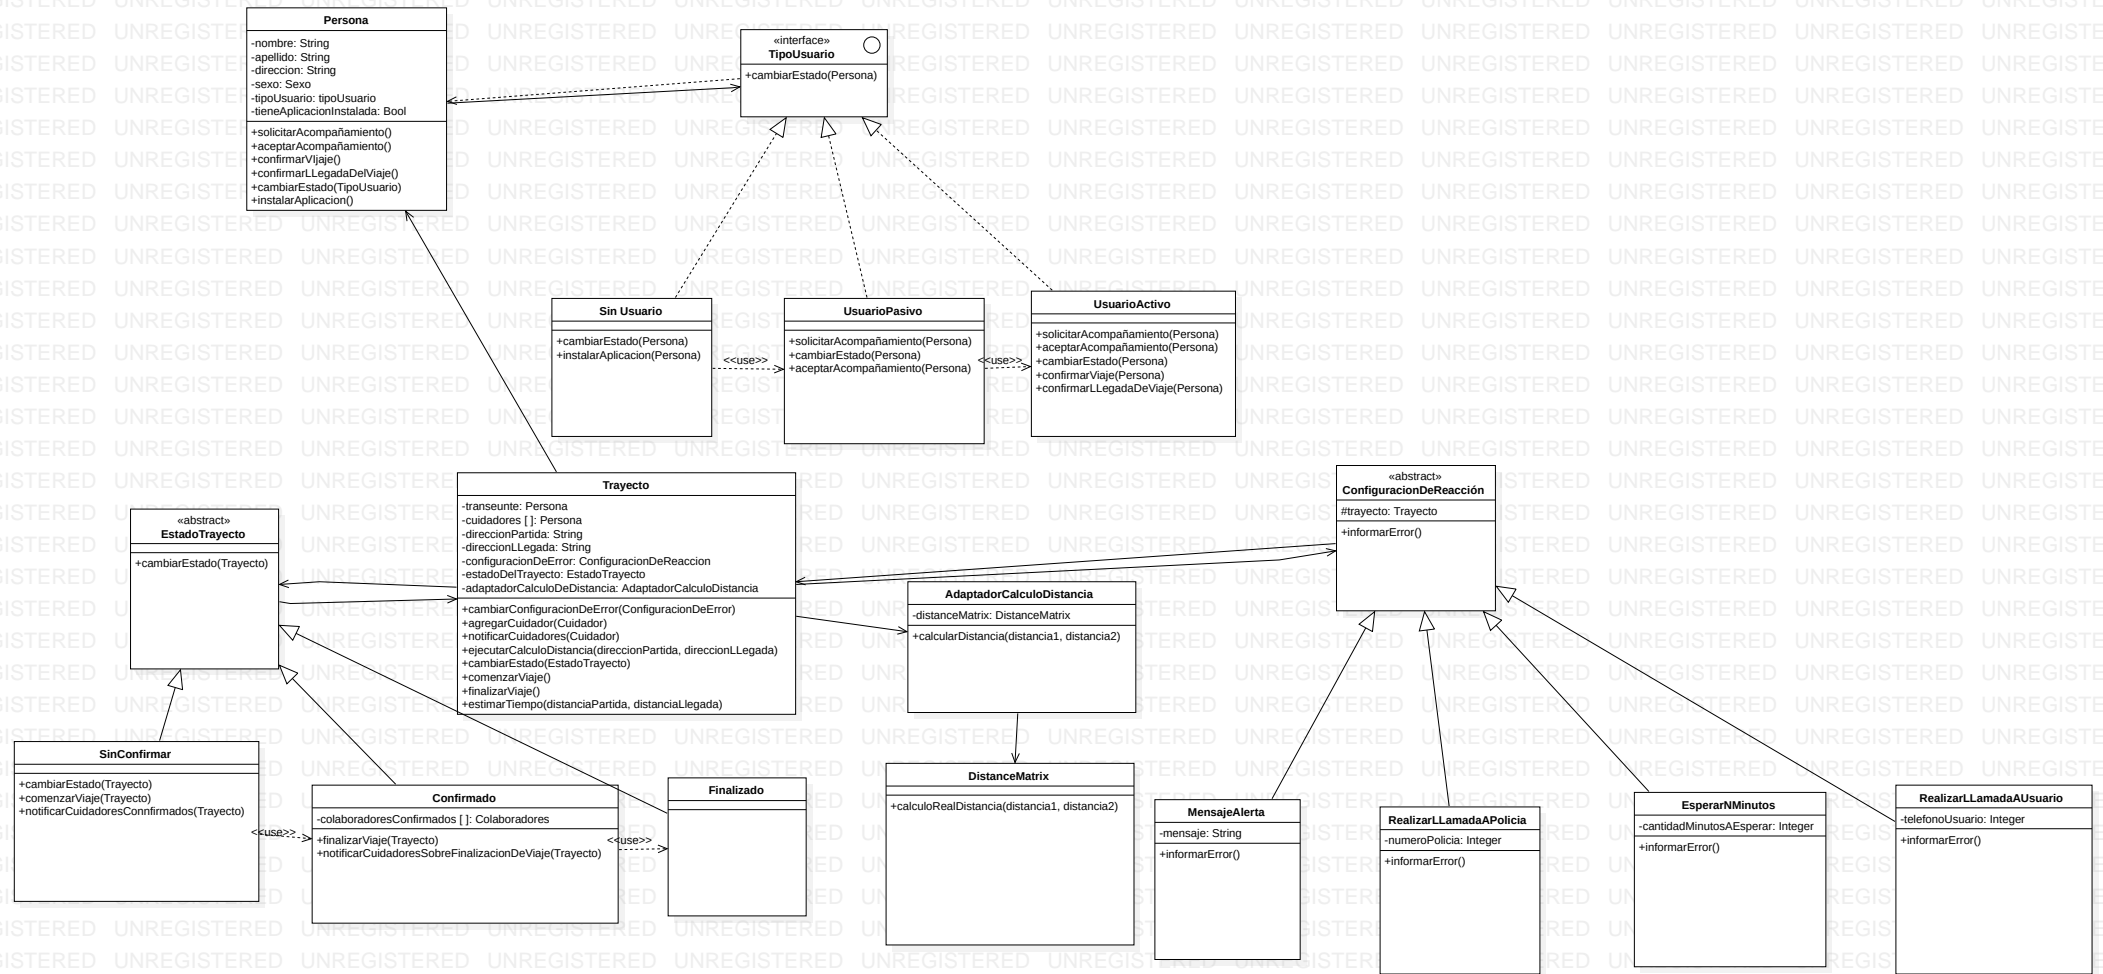 Persona
-nombre: String
-apellido: String
-direccion: String
-sexo: Sexo
-tipoUsuario: tipoUsuario
-tieneAplicacionInstalada: Bool
+solicitarAcompañamiento()
+aceptarAcompañamiento()
+confirmarVIjaje()
+confirmarLLegadaDelViaje()
+cambiarEstado(TipoUsuario)
+instalarAplicacion()
«interface»
TipoUsuario
+cambiarEstado(Persona)
Sin Usuario
+cambiarEstado(Persona)
+instalarAplicacion(Persona)
<<use>>
UsuarioPasivo
+solicitarAcompañamiento(Persona)
+cambiarEstado(Persona)
+aceptarAcompañamiento(Persona)
<<use>>
UsuarioActivo
+solicitarAcompañamiento(Persona)
+aceptarAcompañamiento(Persona)
+cambiarEstado(Persona)
+confirmarViaje(Persona)
+confirmarLLegadaDeViaje(Persona)
«abstract»
EstadoTrayecto
+cambiarEstado(Trayecto)
Trayecto
-transeunte: Persona
-cuidadores [ ]: Persona
-direccionPartida: String
-direccionLLegada: String
-configuracionDeError: ConfiguracionDeReaccion
-estadoDelTrayecto: EstadoTrayecto
-adaptadorCalculoDeDistancia: AdaptadorCalculoDistancia
+cambiarConfiguracionDeError(ConfiguracionDeError)
+agregarCuidador(Cuidador)
+notificarCuidadores(Cuidador)
+ejecutarCalculoDistancia(direccionPartida, direccionLLegada)
+cambiarEstado(EstadoTrayecto)
+comenzarViaje()
+finalizarViaje()
+estimarTiempo(distanciaPartida, distanciaLlegada)
«abstract»
ConfiguracionDeReacción
#trayecto: Trayecto
+informarError()
AdaptadorCalculoDistancia
-distanceMatrix: DistanceMatrix
+calcularDistancia(distancia1, distancia2)
SinConfirmar
+cambiarEstado(Trayecto)
+comenzarViaje(Trayecto)
+notificarCuidadoresConnfirmados(Trayecto)
<<use>>
Confirmado
-colaboradoresConfirmados [ ]: Colaboradores
+finalizarViaje(Trayecto)
+notificarCuidadoresSobreFinalizacionDeViaje(Trayecto)
<<use>>
Finalizado
DistanceMatrix
+calculoRealDistancia(distancia1, distancia2)
MensajeAlerta
-mensaje: String
+informarError()
RealizarLLamadaAPolicia
-numeroPolicia: Integer
+informarError()
EsperarNMinutos
-cantidadMinutosAEsperar: Integer
+informarError()
RealizarLLamadaAUsuario
-telefonoUsuario: Integer
+informarError()
UNREGISTERED